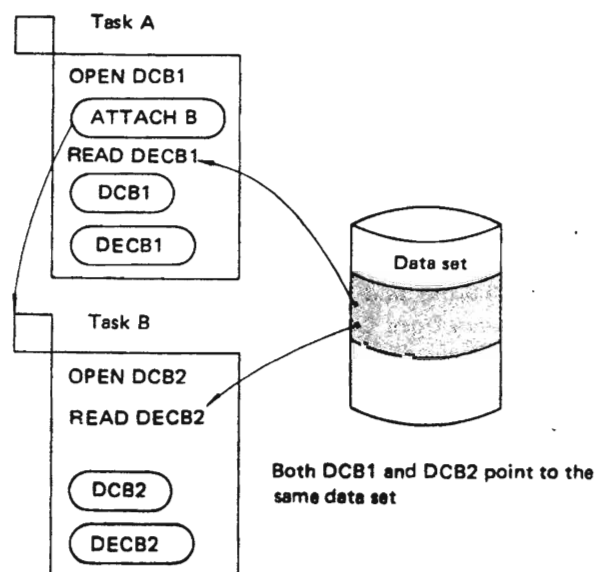 Task A
OPEN DCB1
ATTACH B
READ DECB1
DCB1
DECB1
Data set
Task B
OPEN DCB2
READ DECB2
DCB2
DECB2
Both DCB1 and DCB2 point to the
same data set